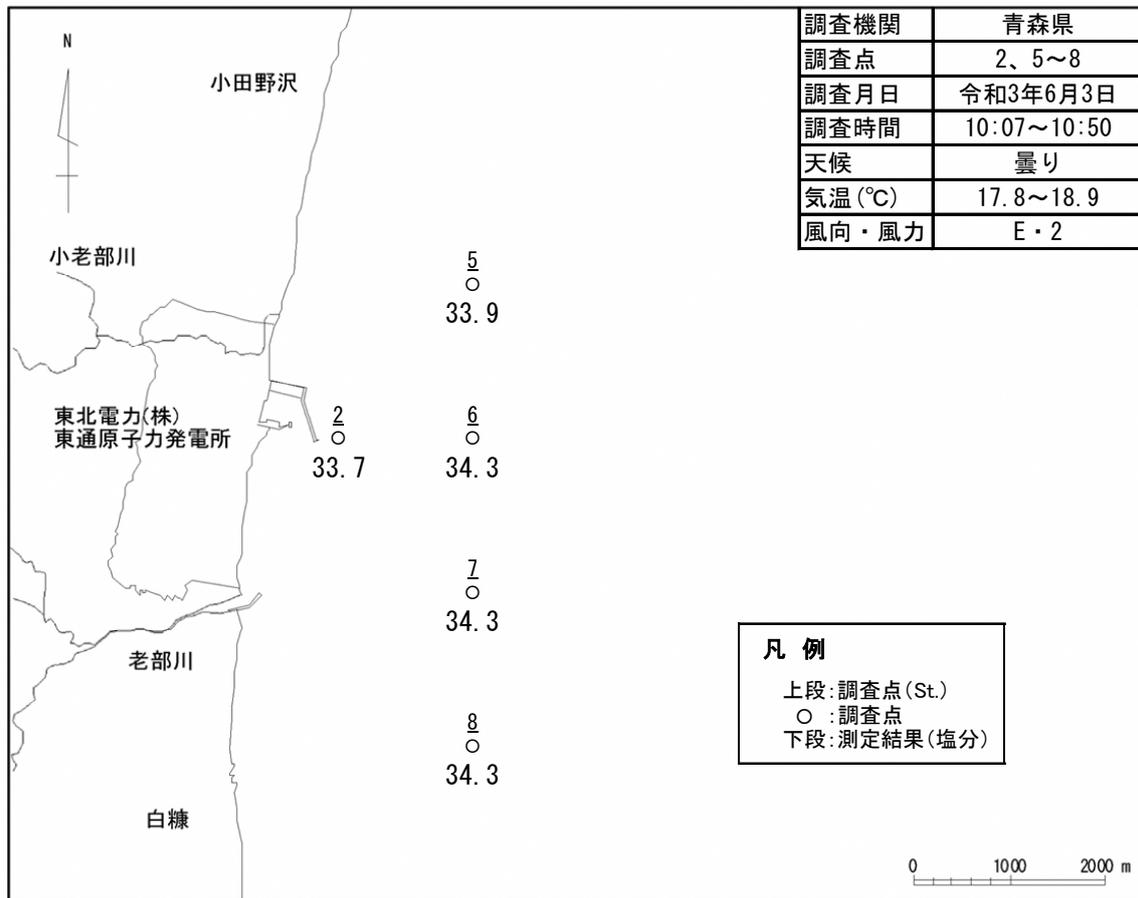 調査機関 青森県
調査点 2、5～8
調査月日 令和3年6月3日
調査時間 10:07～10:50
天候 曇り
気温(℃) 17.8～18.9
風向・風力 E・2
N
小田野沢
小老部川
5
33.9
東北電力(株)
東通原子力発電所
2
33.7
6
34.3
7
34.3
老部川
8
34.3
白糠
凡 例
上段:調査点(St.)
○ :調査点
下段:測定結果(塩分)
0 1000 2000 m